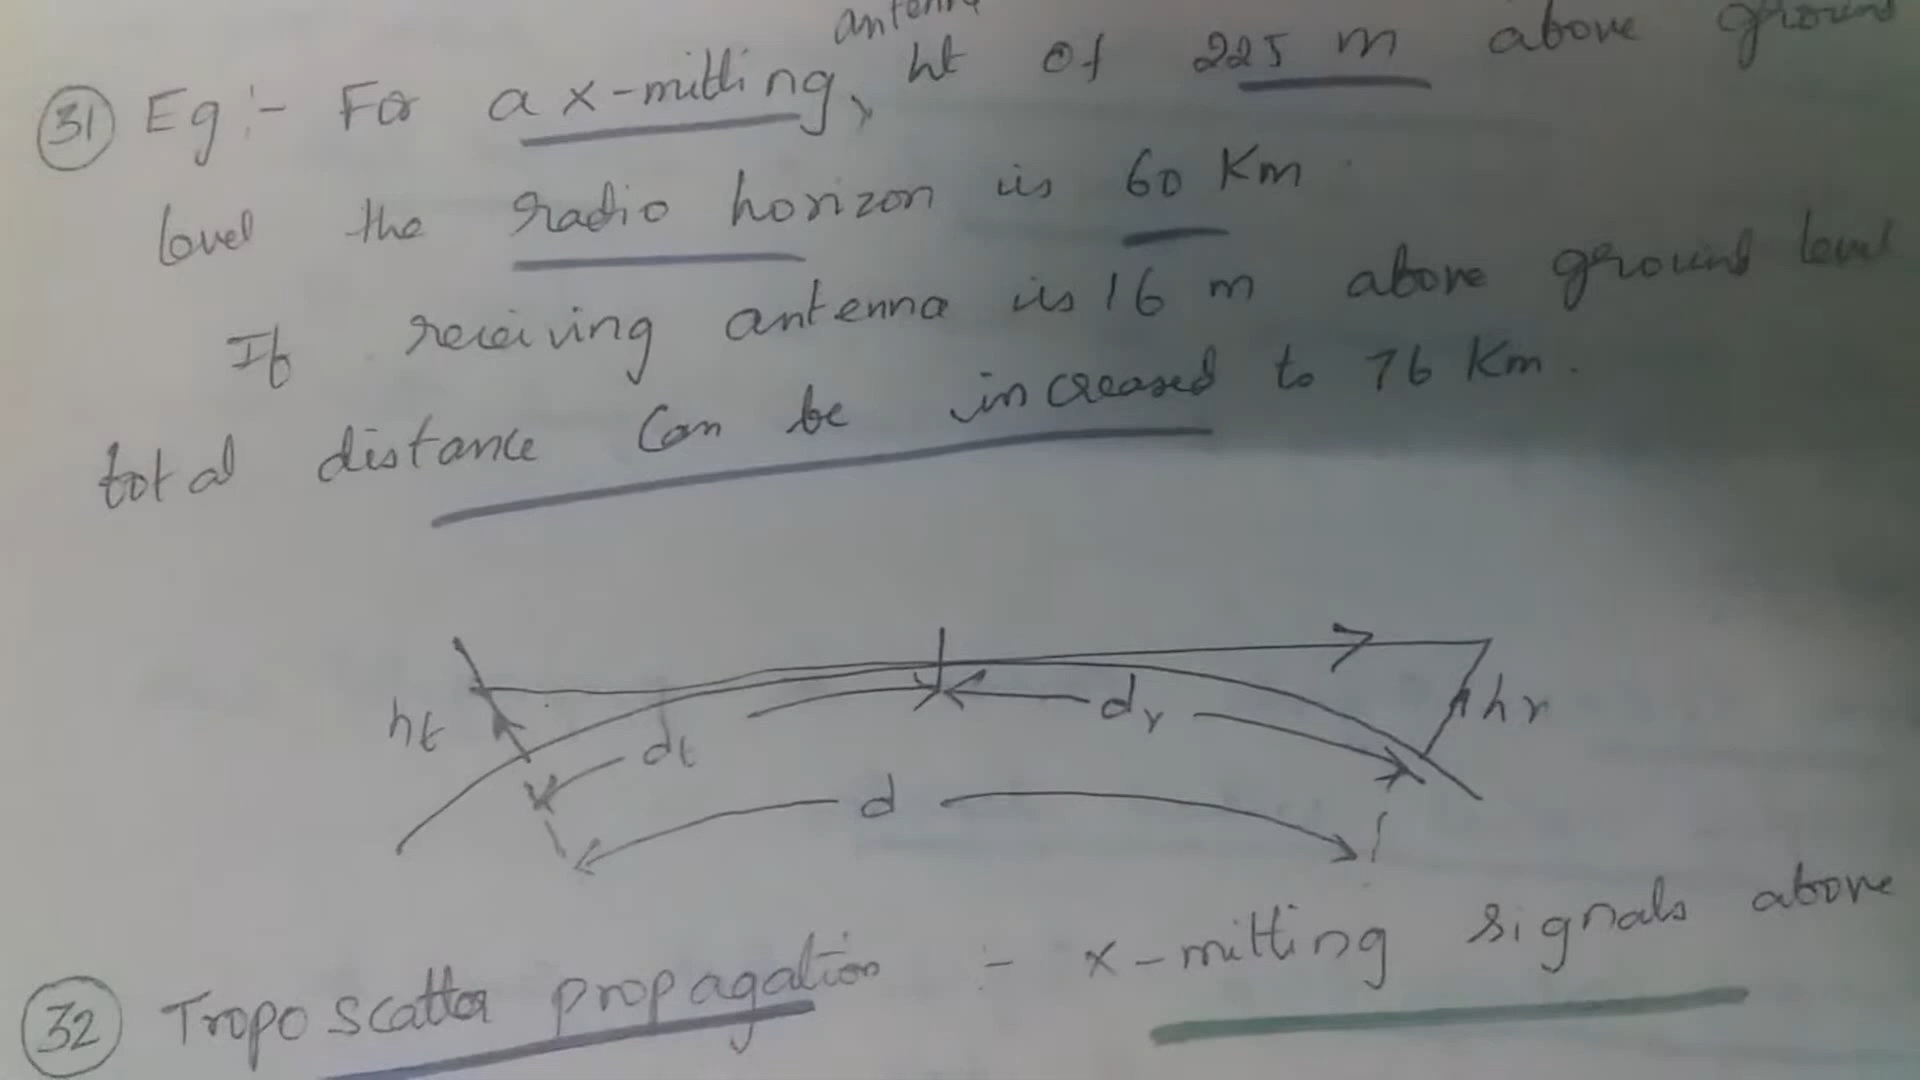 antenna
31 Eg :- For a x-mitting, ht of 225 m above ground
level the radio horizon is 60 Km.
If receiving antenna is 16 m above ground level
total distance can be increased to 76 Km.
ht dt dr hr
d
32 Tropo scatter propagation :- x-mitting signals above